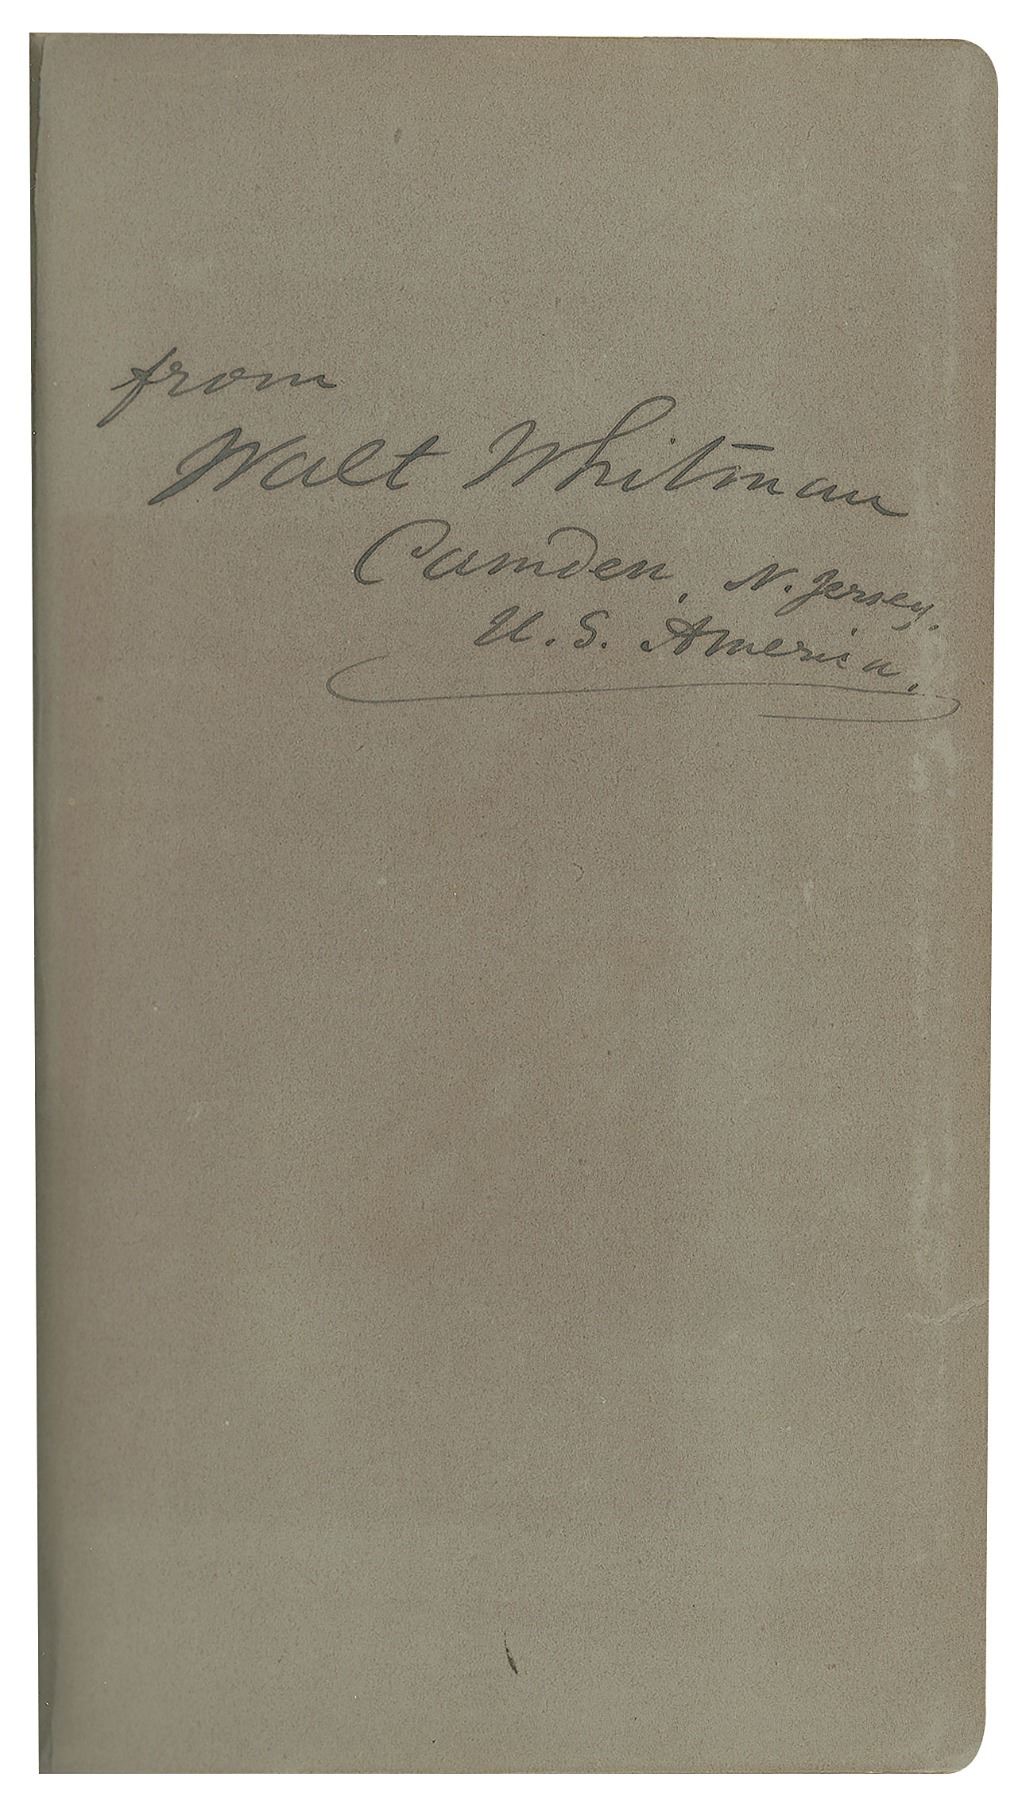 from
Walt Whitman
Camden, N. Jersey.
U. S. America.